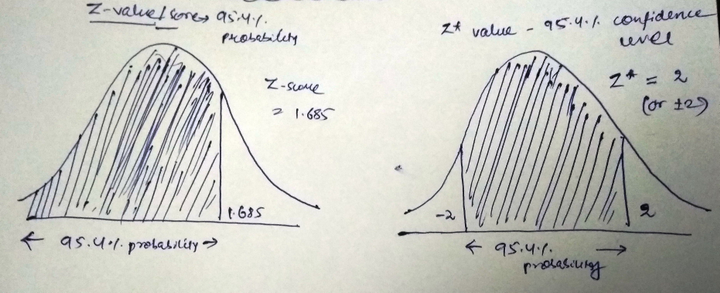 Z-value/score → 95.4%
probability
Z-score
= 1.685
1.685
← 95.4% probability →
Z* value - 95.4% confidence
level
Z* = 2
(or ±2)
-2
2
← 95.4% →
probability